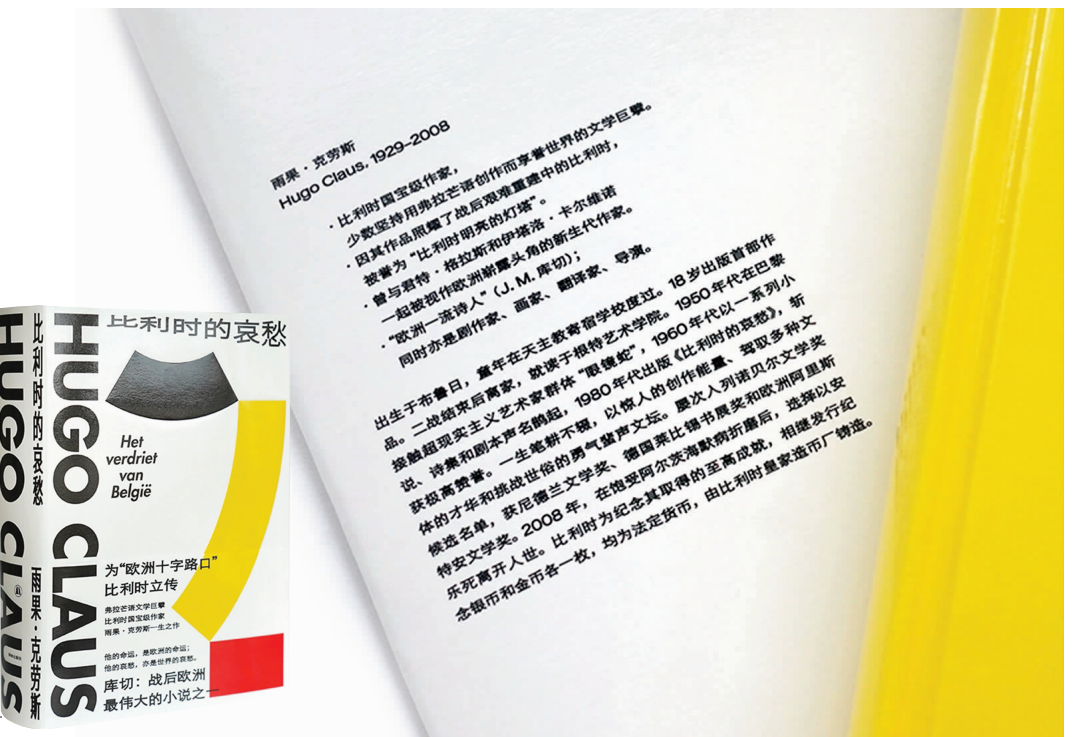 雨果·克劳斯
Hugo Claus, 1929–2008
·比利时国宝级作家，
少数坚持用弗拉芒语创作而享誉世界的文学巨擘。
·因其作品照耀了战后艰难重建中的比利时，
被誉为“比利时明亮的灯塔”。
·曾与君特·格拉斯和伊塔洛·卡尔维诺
一起被视作欧洲崭露头角的新生代作家。
·“欧洲一流诗人”（J. M. 库切）；
同时亦是剧作家、画家、翻译家、导演。
出生于布鲁日，童年在天主教寄宿学校度过。18岁出版首部作
品。二战结束后离家，就读于根特艺术学院。1950年代在巴黎
接触超现实主义艺术家群体“眼镜蛇”，1960年代以一系列小
说、诗集和剧本声名鹊起，1980年代出版《比利时的哀愁》，斩
获极高赞誉。一生笔耕不辍，以惊人的创作能量、驾驭多种文
体的才华和挑战世俗的勇气蜚声文坛。屡次入列诺贝尔文学奖
候选名单，获尼德兰文学奖、德国莱比锡书展奖和欧洲阿里斯
特安文学奖。2008年，在饱受阿尔茨海默病折磨后，选择以安
乐死离开人世。比利时为纪念其取得的至高成就，相继发行纪
念银币和金币各一枚，均为法定货币，由比利时皇家造币厂铸造。
HUGO CLAUS
比利时的哀愁
雨果·克劳斯
HUGO CLAUS
比利时的哀愁
Het
verdriet
van
België
为“欧洲十字路口”
比利时立传
弗拉芒语文学巨擘
比利时国宝级作家
雨果·克劳斯一生之作
他的命运，是欧洲的命运；
他的哀愁，亦是世界的哀愁。
库切：战后欧洲
最伟大的小说之一